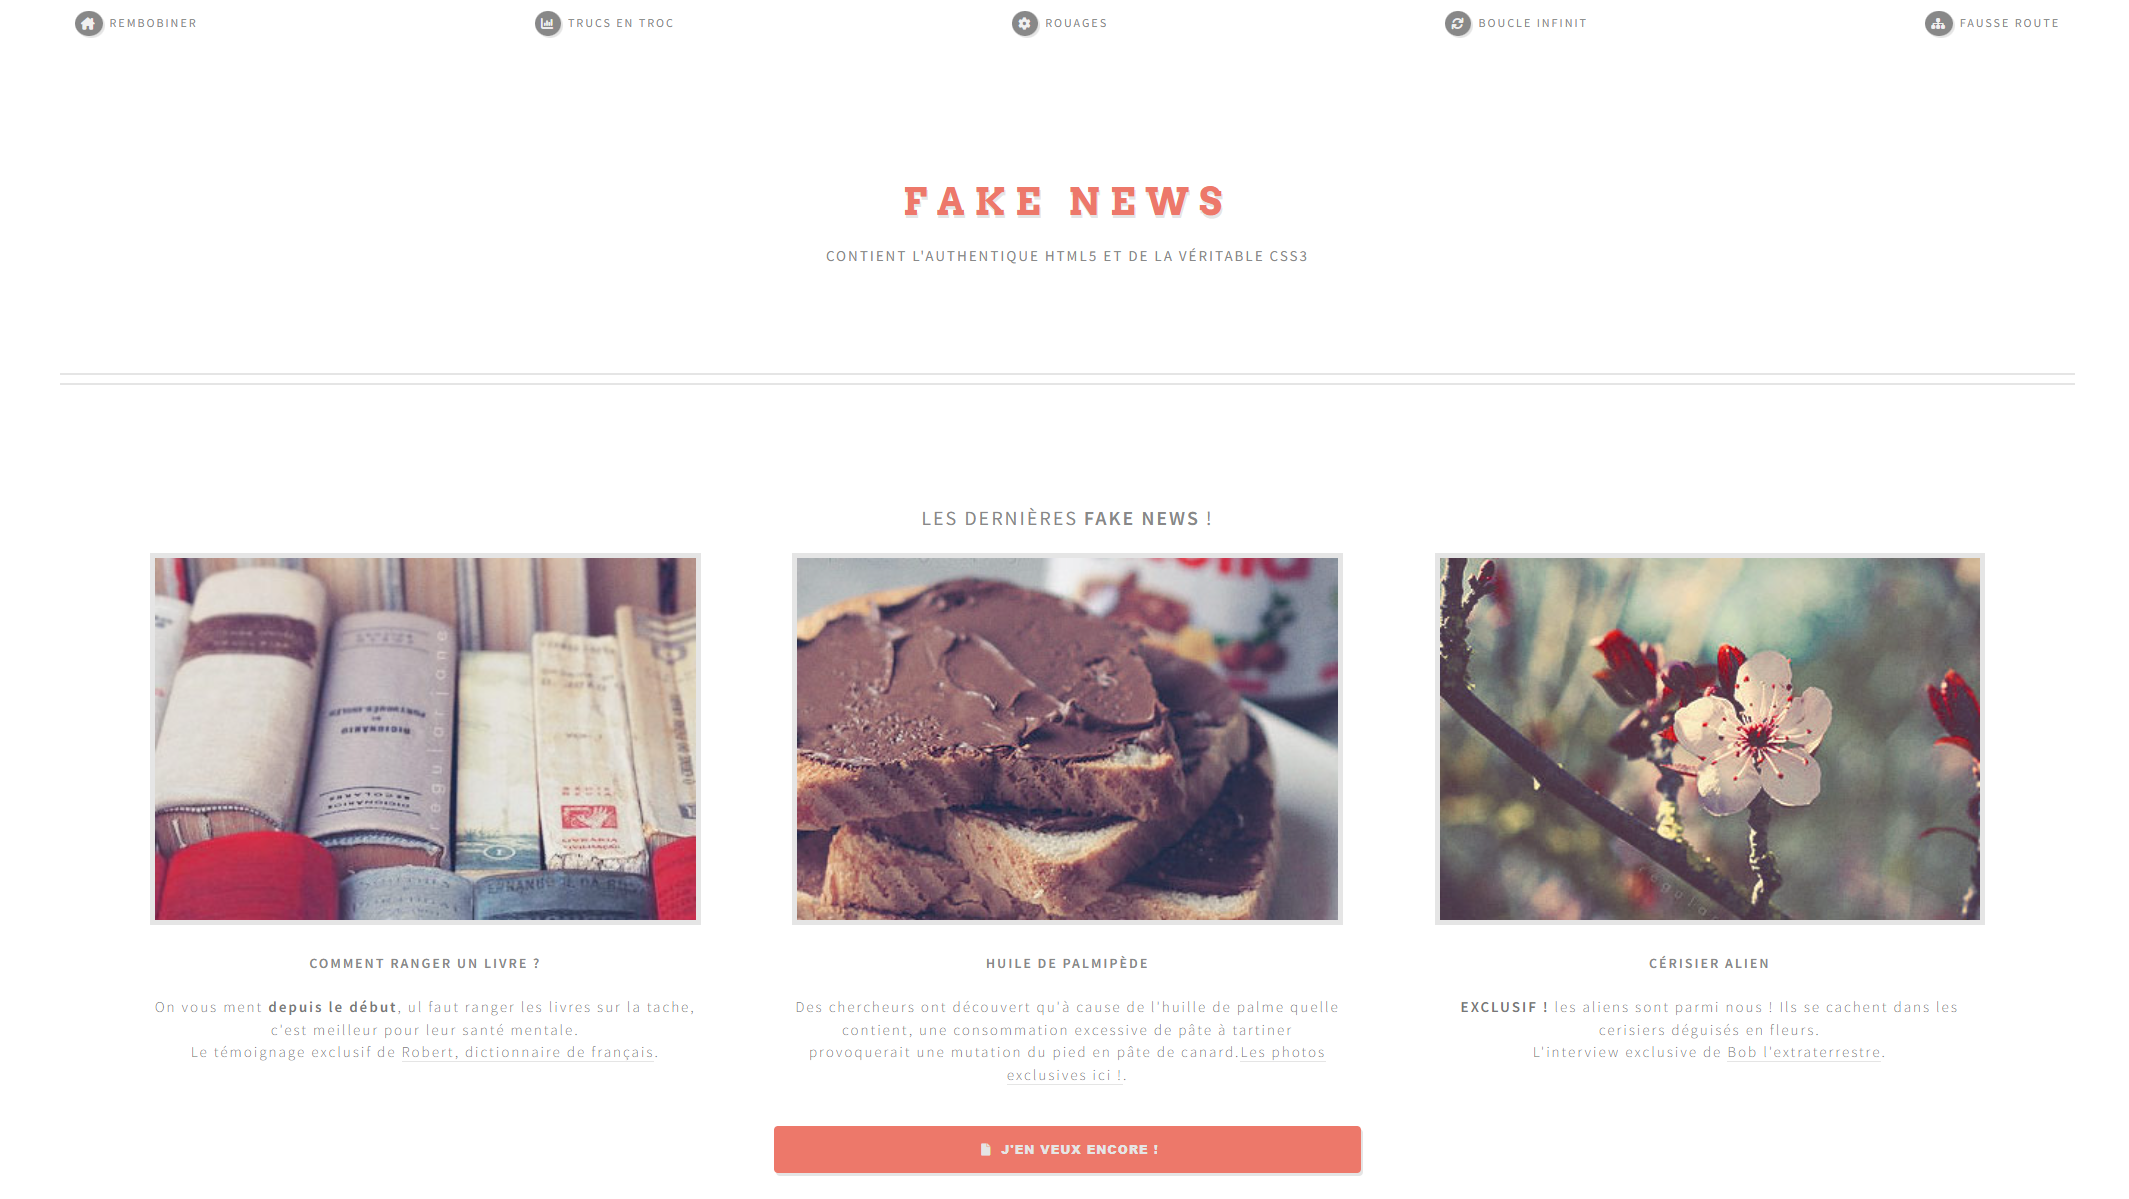 REMBOBINER
TRUCS EN TROC
ROUAGES
BOUCLE INFINIT
FAUSSE ROUTE
FAKE NEWS
CONTIENT L'AUTHENTIQUE HTML5 ET DE LA VÉRITABLE CSS3
LES DERNIÈRES FAKE NEWS !
regularjane
COMMENT RANGER UN LIVRE ?
On vous ment depuis le début, ul faut ranger les livres sur la tache,
c'est meilleur pour leur santé mentale.
Le témoignage exclusif de Robert, dictionnaire de français.
HUILE DE PALMIPÈDE
Des chercheurs ont découvert qu'à cause de l'huille de palme quelle
contient, une consommation excessive de pâte à tartiner
provoquerait une mutation du pied en pâte de canard.Les photos
exclusives ici !.
CÉRISIER ALIEN
EXCLUSIF ! les aliens sont parmi nous ! Ils se cachent dans les
cerisiers déguisés en fleurs.
L'interview exclusive de Bob l'extraterrestre.
J'EN VEUX ENCORE !